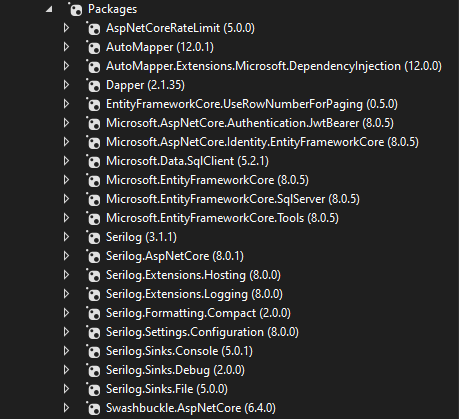 Packages
AspNetCoreRateLimit (5.0.0)
AutoMapper (12.0.1)
AutoMapper.Extensions.Microsoft.DependencyInjection (12.0.0)
Dapper (2.1.35)
EntityFrameworkCore.UseRowNumberForPaging (0.5.0)
Microsoft.AspNetCore.Authentication.JwtBearer (8.0.5)
Microsoft.AspNetCore.Identity.EntityFrameworkCore (8.0.5)
Microsoft.Data.SqlClient (5.2.1)
Microsoft.EntityFrameworkCore (8.0.5)
Microsoft.EntityFrameworkCore.SqlServer (8.0.5)
Microsoft.EntityFrameworkCore.Tools (8.0.5)
Serilog (3.1.1)
Serilog.AspNetCore (8.0.1)
Serilog.Extensions.Hosting (8.0.0)
Serilog.Extensions.Logging (8.0.0)
Serilog.Formatting.Compact (2.0.0)
Serilog.Settings.Configuration (8.0.0)
Serilog.Sinks.Console (5.0.1)
Serilog.Sinks.Debug (2.0.0)
Serilog.Sinks.File (5.0.0)
Swashbuckle.AspNetCore (6.4.0)